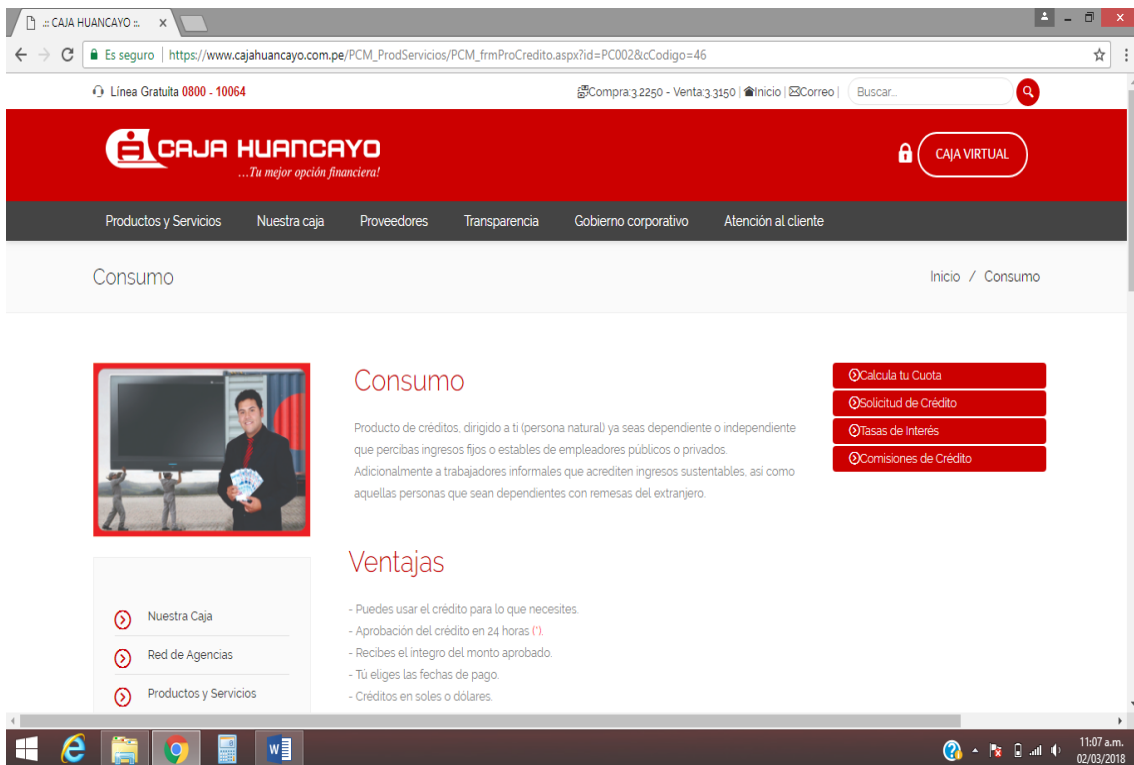 .:: CAJA HUANCAYO ::.
Es seguro | https://www.cajahuancayo.com.pe/PCM_ProdServicios/PCM_frmProCredito.aspx?id=PC002&cCodigo=46
Línea Gratuita 0800 - 10064
Compra:3.2250 - Venta:3.3150 | Inicio | Correo |
Buscar...
CAJA HUANCAYO
...Tu mejor opción financiera!
CAJA VIRTUAL
Productos y Servicios Nuestra caja Proveedores Transparencia Gobierno corporativo Atención al cliente
Consumo
Inicio / Consumo
Consumo
Producto de créditos, dirigido a ti (persona natural) ya seas dependiente o independiente
que percibas ingresos fijos o estables de empleadores públicos o privados.
Adicionalmente a trabajadores informales que acrediten ingresos sustentables, así como
aquellas personas que sean dependientes con remesas del extranjero.
Calcula tu Cuota
Solicitud de Crédito
Tasas de Interés
Comisiones de Crédito
Ventajas
- Puedes usar el crédito para lo que necesites.
- Aprobación del crédito en 24 horas (*).
- Recibes el íntegro del monto aprobado.
- Tú eliges las fechas de pago.
- Créditos en soles o dólares.
Nuestra Caja
Red de Agencias
Productos y Servicios
11:07 a.m.
02/03/2018